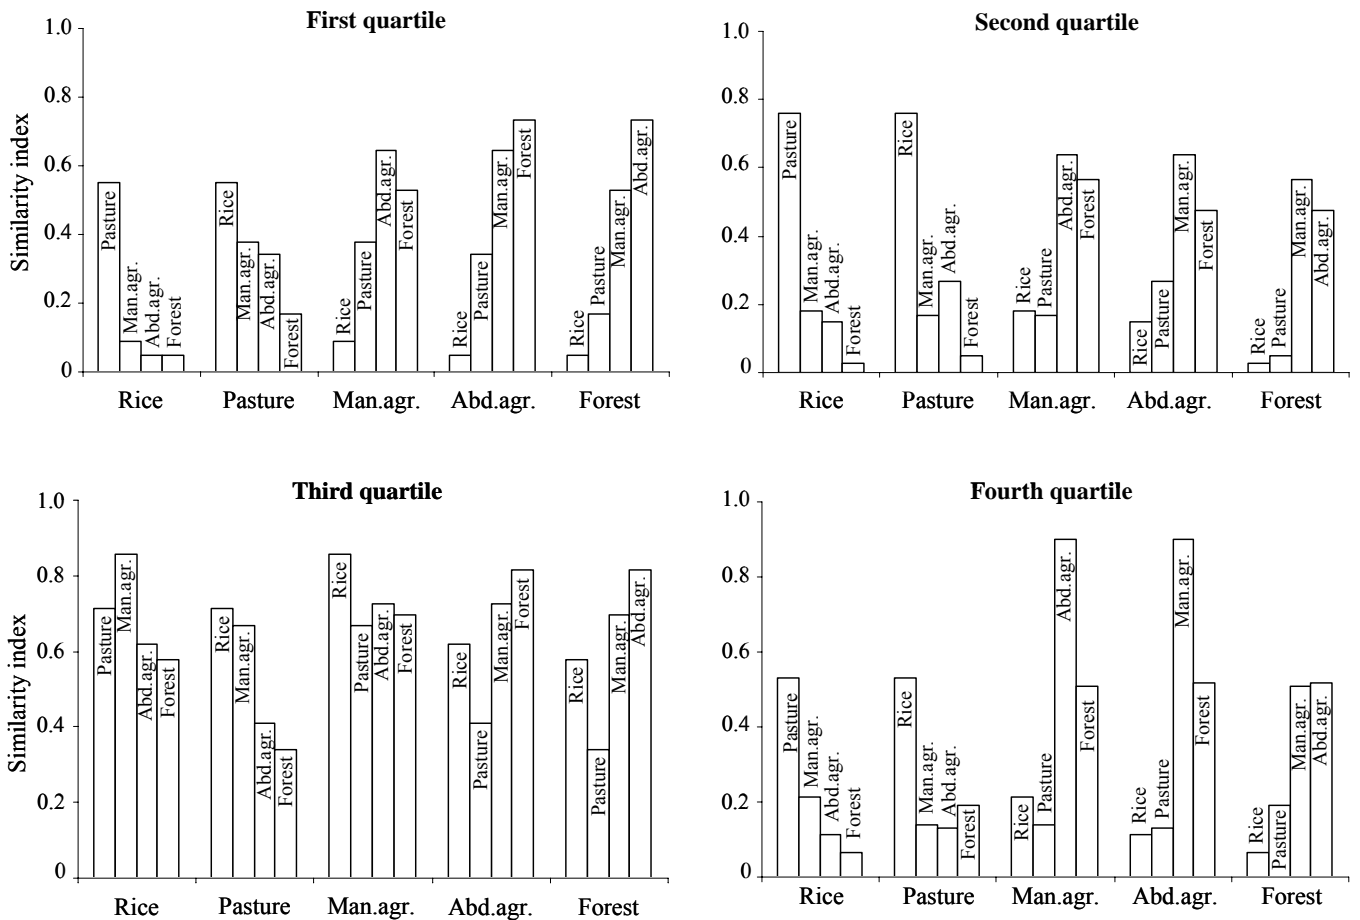 First quartile
Similarity index
1.0
0.8
0.6
0.4
0.2
0
Pasture
Man.agr.
Abd.agr.
Forest
Rice
Man.agr.
Abd.agr.
Forest
Rice
Pasture
Abd.agr.
Forest
Rice
Pasture
Man.agr.
Forest
Rice
Pasture
Man.agr.
Abd.agr.
Rice Pasture Man.agr. Abd.agr. Forest
Second quartile
1.0
0.8
0.6
0.4
0.2
0
Pasture
Man.agr.
Abd.agr.
Forest
Rice
Man.agr.
Abd.agr.
Forest
Rice
Pasture
Abd.agr.
Forest
Rice
Pasture
Man.agr.
Forest
Rice
Pasture
Man.agr.
Abd.agr.
Rice Pasture Man.agr. Abd.agr. Forest
Third quartile
Similarity index
1.0
0.8
0.6
0.4
0.2
0
Pasture
Man.agr.
Abd.agr.
Forest
Rice
Man.agr.
Abd.agr.
Forest
Rice
Pasture
Abd.agr.
Forest
Rice
Pasture
Man.agr.
Forest
Rice
Pasture
Man.agr.
Abd.agr.
Rice Pasture Man.agr. Abd.agr. Forest
Fourth quartile
1.0
0.8
0.6
0.4
0.2
0
Pasture
Man.agr.
Abd.agr.
Forest
Rice
Man.agr.
Abd.agr.
Forest
Rice
Pasture
Abd.agr.
Forest
Rice
Pasture
Man.agr.
Forest
Rice
Pasture
Man.agr.
Abd.agr.
Rice Pasture Man.agr. Abd.agr. Forest